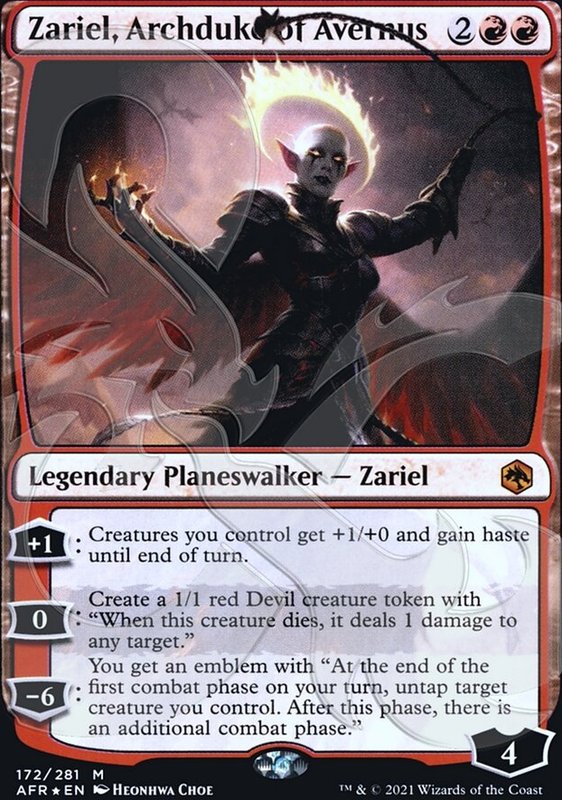 Zariel, Archduke of Avernus 2
Legendary Planeswalker — Zariel
+1 : Creatures you control get +1/+0 and gain haste
until end of turn.
0 : Create a 1/1 red Devil creature token with
“When this creature dies, it deals 1 damage to
any target.”
−6 : You get an emblem with “At the end of the
first combat phase on your turn, untap target
creature you control. After this phase, there is
an additional combat phase.”
4
172/281 M
AFR★EN Heonhwa Choe
™ & © 2021 Wizards of the Coast